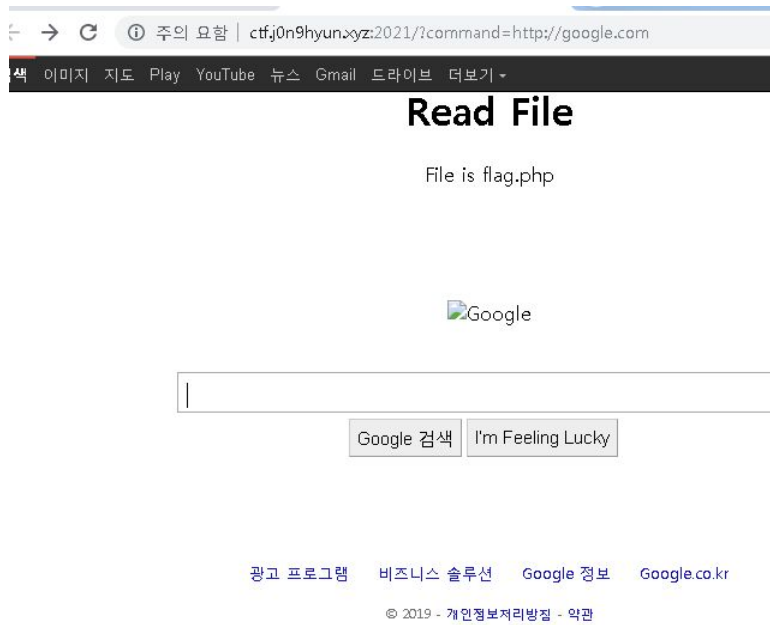 주의 요함 | ctf.j0n9hyun.xyz:2021/?command=http://google.com
이미지 지도 Play YouTube 뉴스 Gmail 드라이브 더보기
Read File
File is flag.php
Google
Google 검색 I'm Feeling Lucky
광고 프로그램 비즈니스 솔루션 Google 정보 Google.co.kr
© 2019 - 개인정보처리방침 - 약관